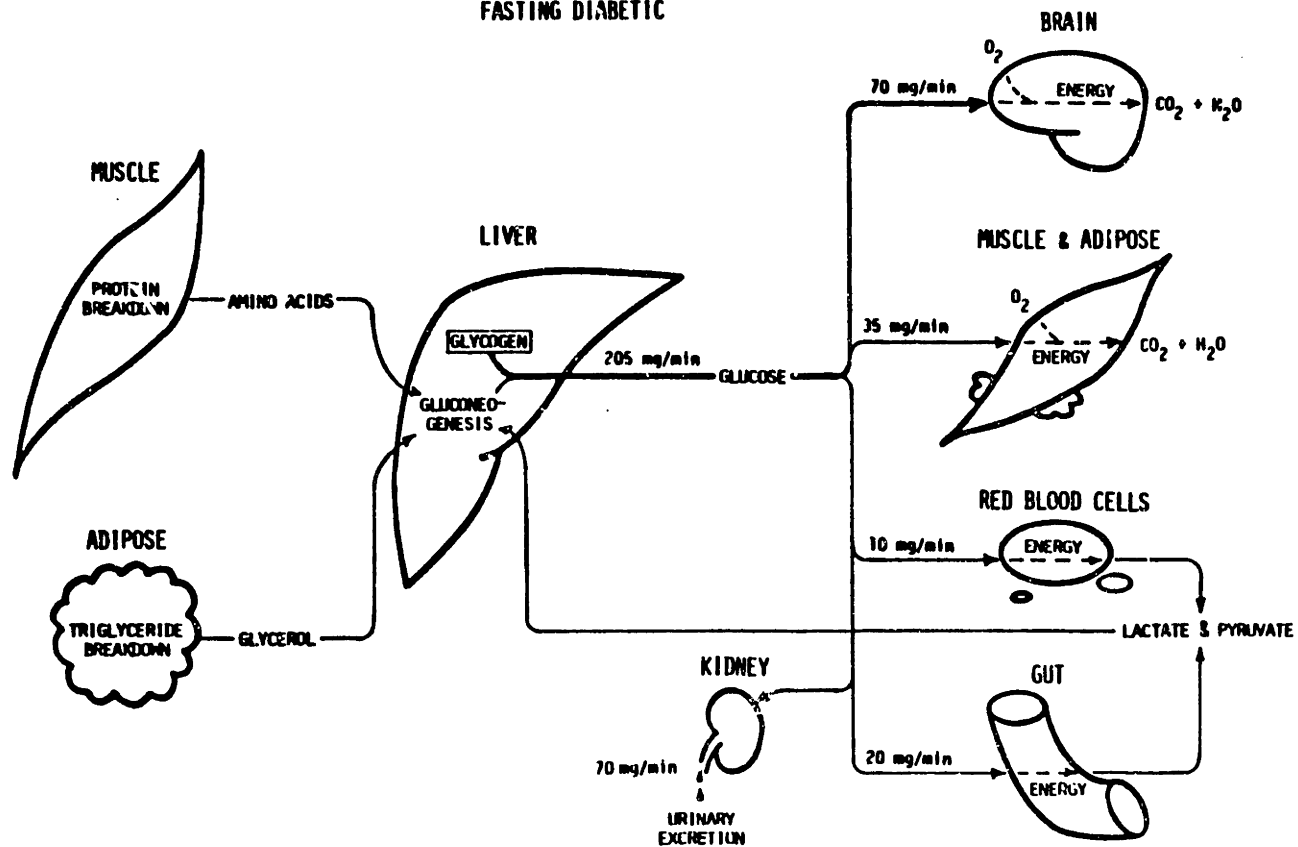 FASTING DIABETIC
BRAIN
O2
70 mg/min
ENERGY
CO2 + H2O
MUSCLE
LIVER
MUSCLE & ADIPOSE
PROTEIN
BREAKDOWN
AMINO ACIDS
O2
35 mg/min
GLYCOGEN
ENERGY
CO2 + H2O
205 mg/min
GLUCOSE
GLUCONEO-
GENESIS
RED BLOOD CELLS
ADIPOSE
10 mg/min
ENERGY
TRIGLYCERIDE
BREAKDOWN
GLYCEROL
LACTATE & PYRUVATE
KIDNEY
GUT
70 mg/min
20 mg/min
ENERGY
URINARY
EXCRETION